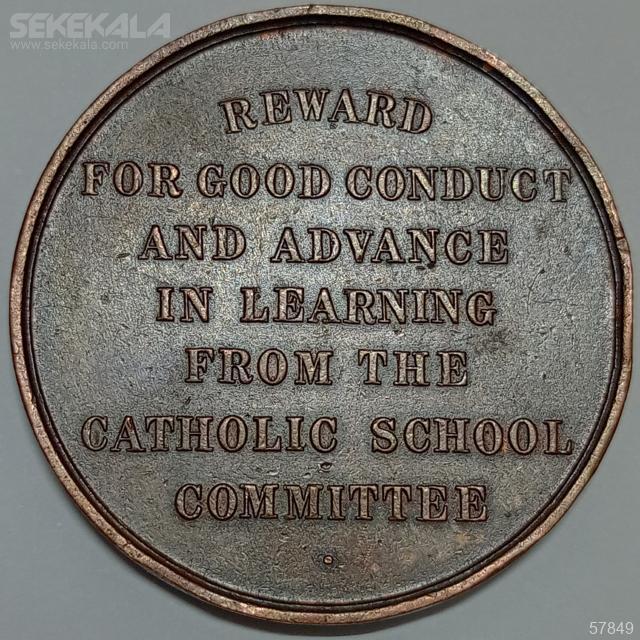 SEKEKALA
www.sekekala.com
REWARD
FOR GOOD CONDUCT
AND ADVANCE
IN LEARNING
FROM THE
CATHOLIC SCHOOL
COMMITTEE
57849